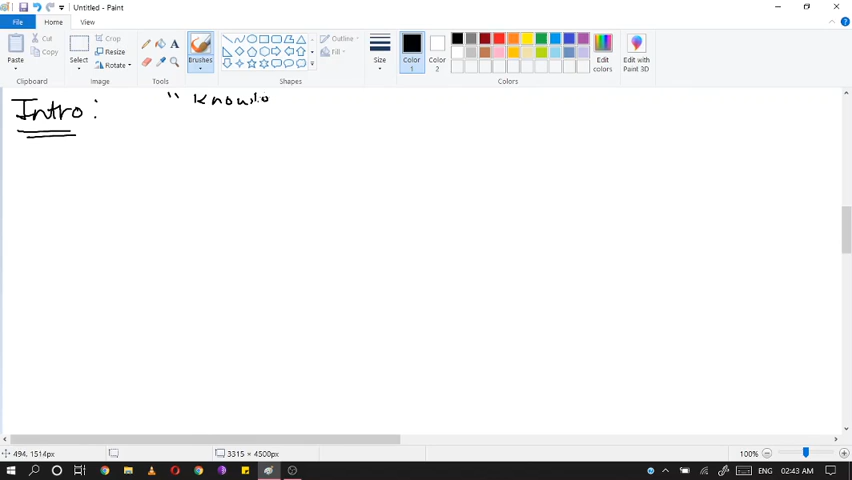 Untitled - Paint
File
Home
View
Paste
Cut
Copy
Clipboard
Select
Crop
Resize
Rotate
Image
A
Tools
Brushes
Outline
Fill
Shapes
Size
Color 1
Color 2
Edit colors
Colors
Edit with Paint 3D
Intro :
"
494, 1514px
3315 × 4500px
100%
ENG
02:43 AM